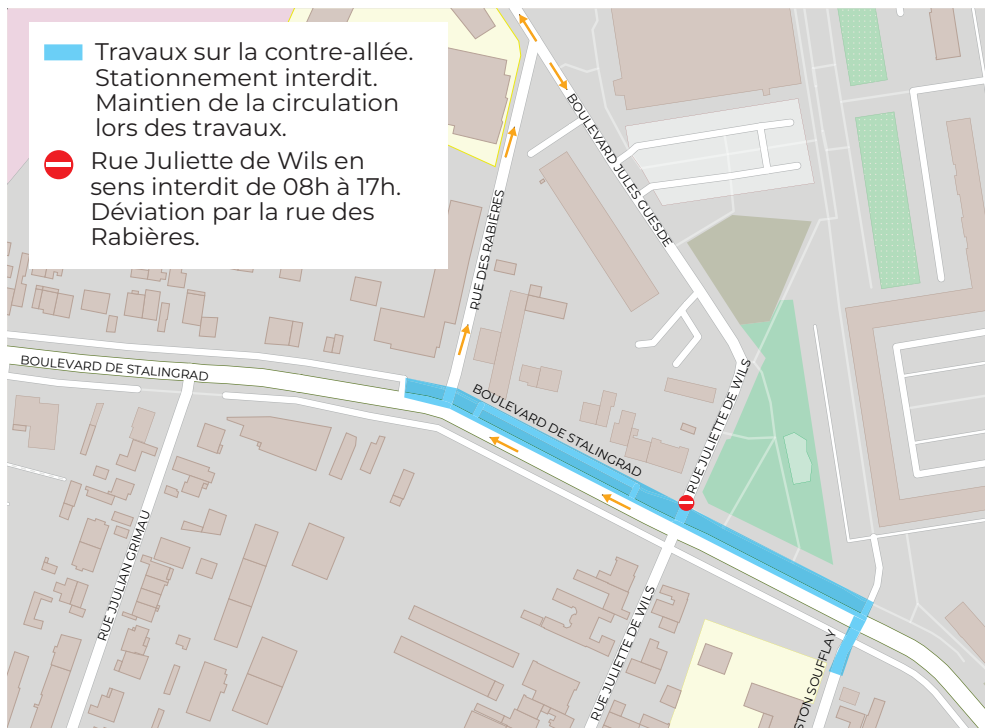 Travaux sur la contre-allée.
Stationnement interdit.
Maintien de la circulation
lors des travaux.
Rue Juliette de Wils en
sens interdit de 08h à 17h.
Déviation par la rue des
Rabières.
BOULEVARD JULES GUESDE
RUE DES RABIÈRES
BOULEVARD DE STALINGRAD
BOULEVARD DE STALINGRAD
RUE JULIETTE DE WILS
RUE JJULIAN GRIMAU
RUE JULIETTE DE WILS
STON SOUFFLAY